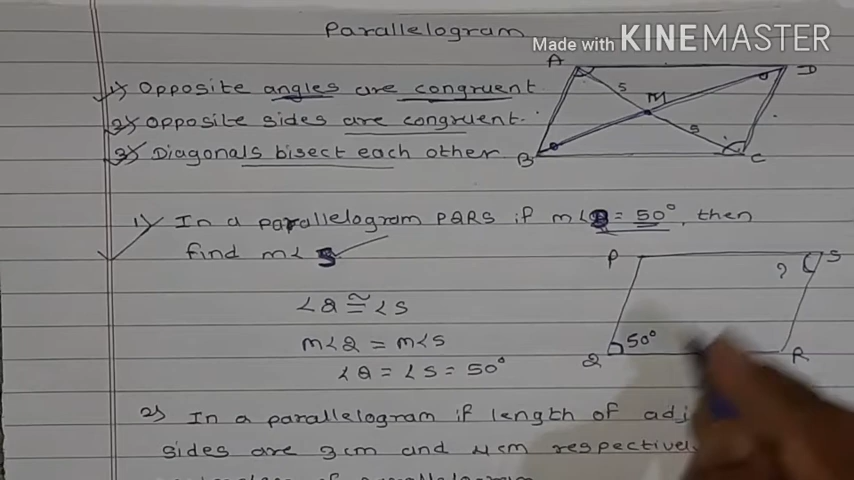 Parallelogram
Made with KINEMASTER
1) Opposite angles are congruent
2) Opposite sides are congruent.
3) Diagonals bisect each other
A
D
5
M
5
B
C
1) In a parallelogram PQRS if m<Q = 50°, then
find m< S
P
S
?
<Q ≅ <S
m<Q = m<S
50°
<Q = <S = 50°
Q
R
2) In a parallelogram if length of
sides are 3cm and 4cm
of parallelogram